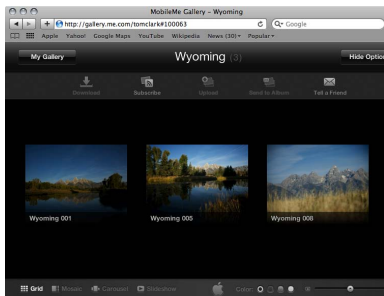 MobileMe Gallery – Wyoming
http://gallery.me.com/tomclark#100063
Google
Apple Yahoo! Google Maps YouTube Wikipedia News (30) Popular
My Gallery
Wyoming (3)
Hide Optio
Download Subscribe Upload Send to Album Tell a Friend
Wyoming 001 Wyoming 005 Wyoming 008
Grid Mosaic Carousel Slideshow Color: